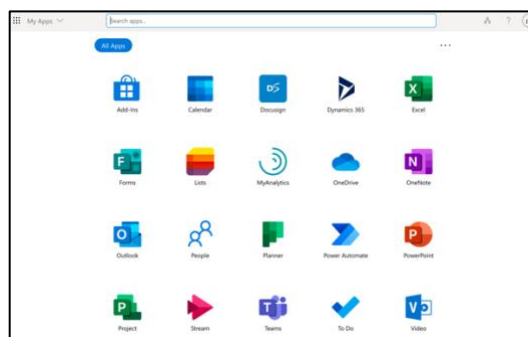 My Apps
Search apps..
?
All Apps
...
Add-Ins
Calendar
DS
Docusign
Dynamics 365
X
Excel
F
Forms
Lists
MyAnalytics
OneDrive
N
OneNote
O
Outlook
People
Planner
Power Automate
P
PowerPoint
P
Project
Stream
T
Teams
To Do
V
Video